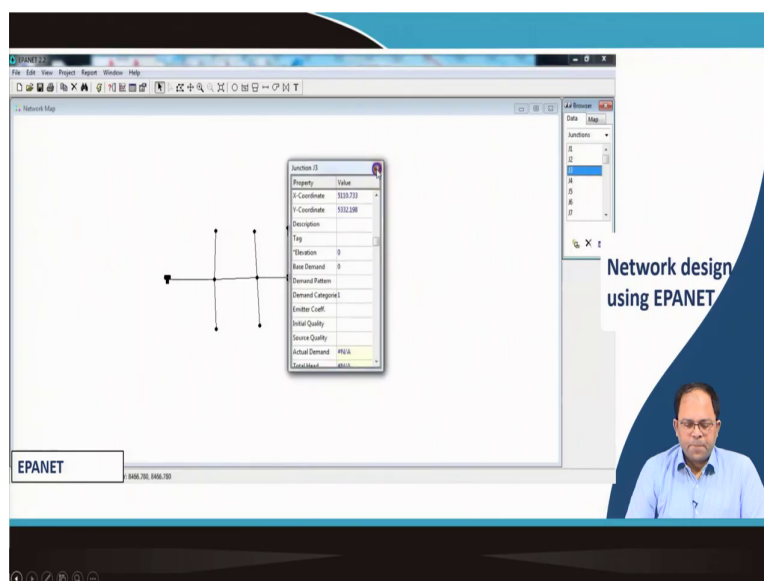 EPANET 2.2
File Edit View Project Report Window Help
T
Network Map
Browser
Data Map
Junctions
J1
J2
J3
J4
J5
J6
J7
Junction J3
Property Value
X-Coordinate 5110.733
Y-Coordinate 5332.198
Description
Tag
*Elevation 0
Base Demand 0
Demand Pattern
Demand Categorie 1
Emitter Coeff.
Initial Quality
Source Quality
Actual Demand #N/A
Total Head #N/A
Network design
using EPANET
EPANET
8466.780, 8466.780